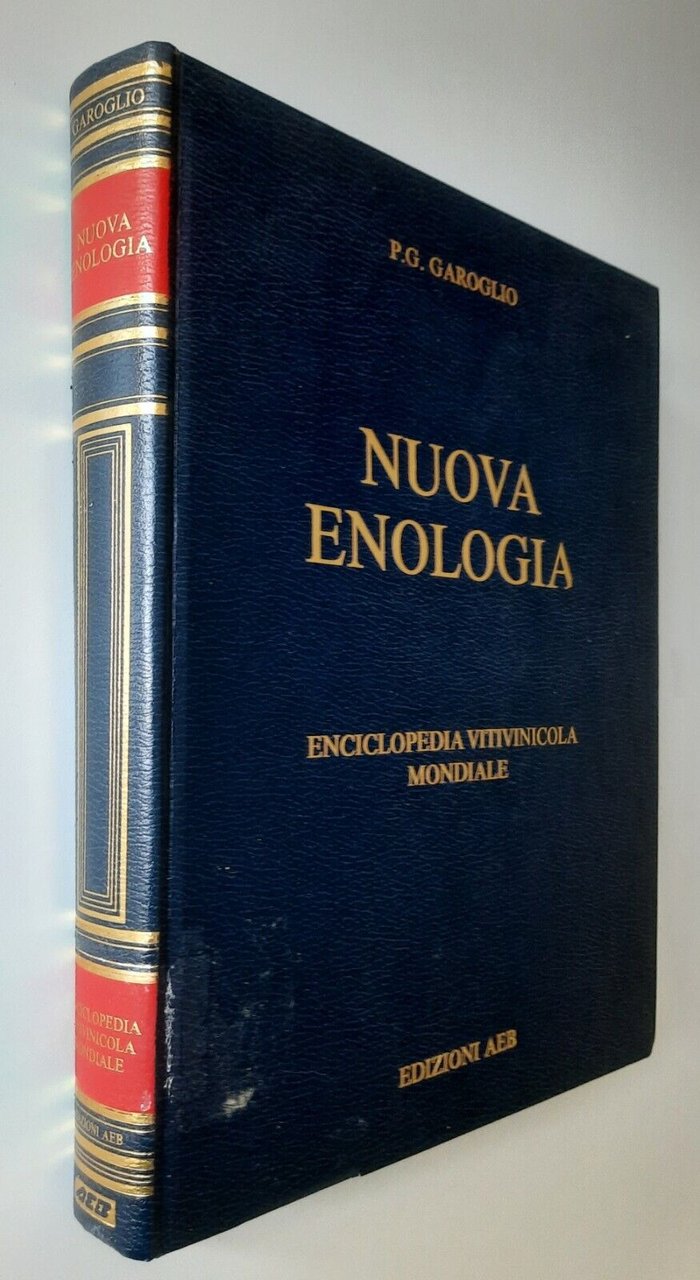 GAROGLIO
NUOVA
ENOLOGIA
P.G. GAROGLIO
NUOVA
ENOLOGIA
ENCICLOPEDIA VITIVINICOLA
MONDIALE
EDIZIONI AEB
ENCICLOPEDIA
VITIVINICOLA
MONDIALE
EDIZIONI AEB
AEB